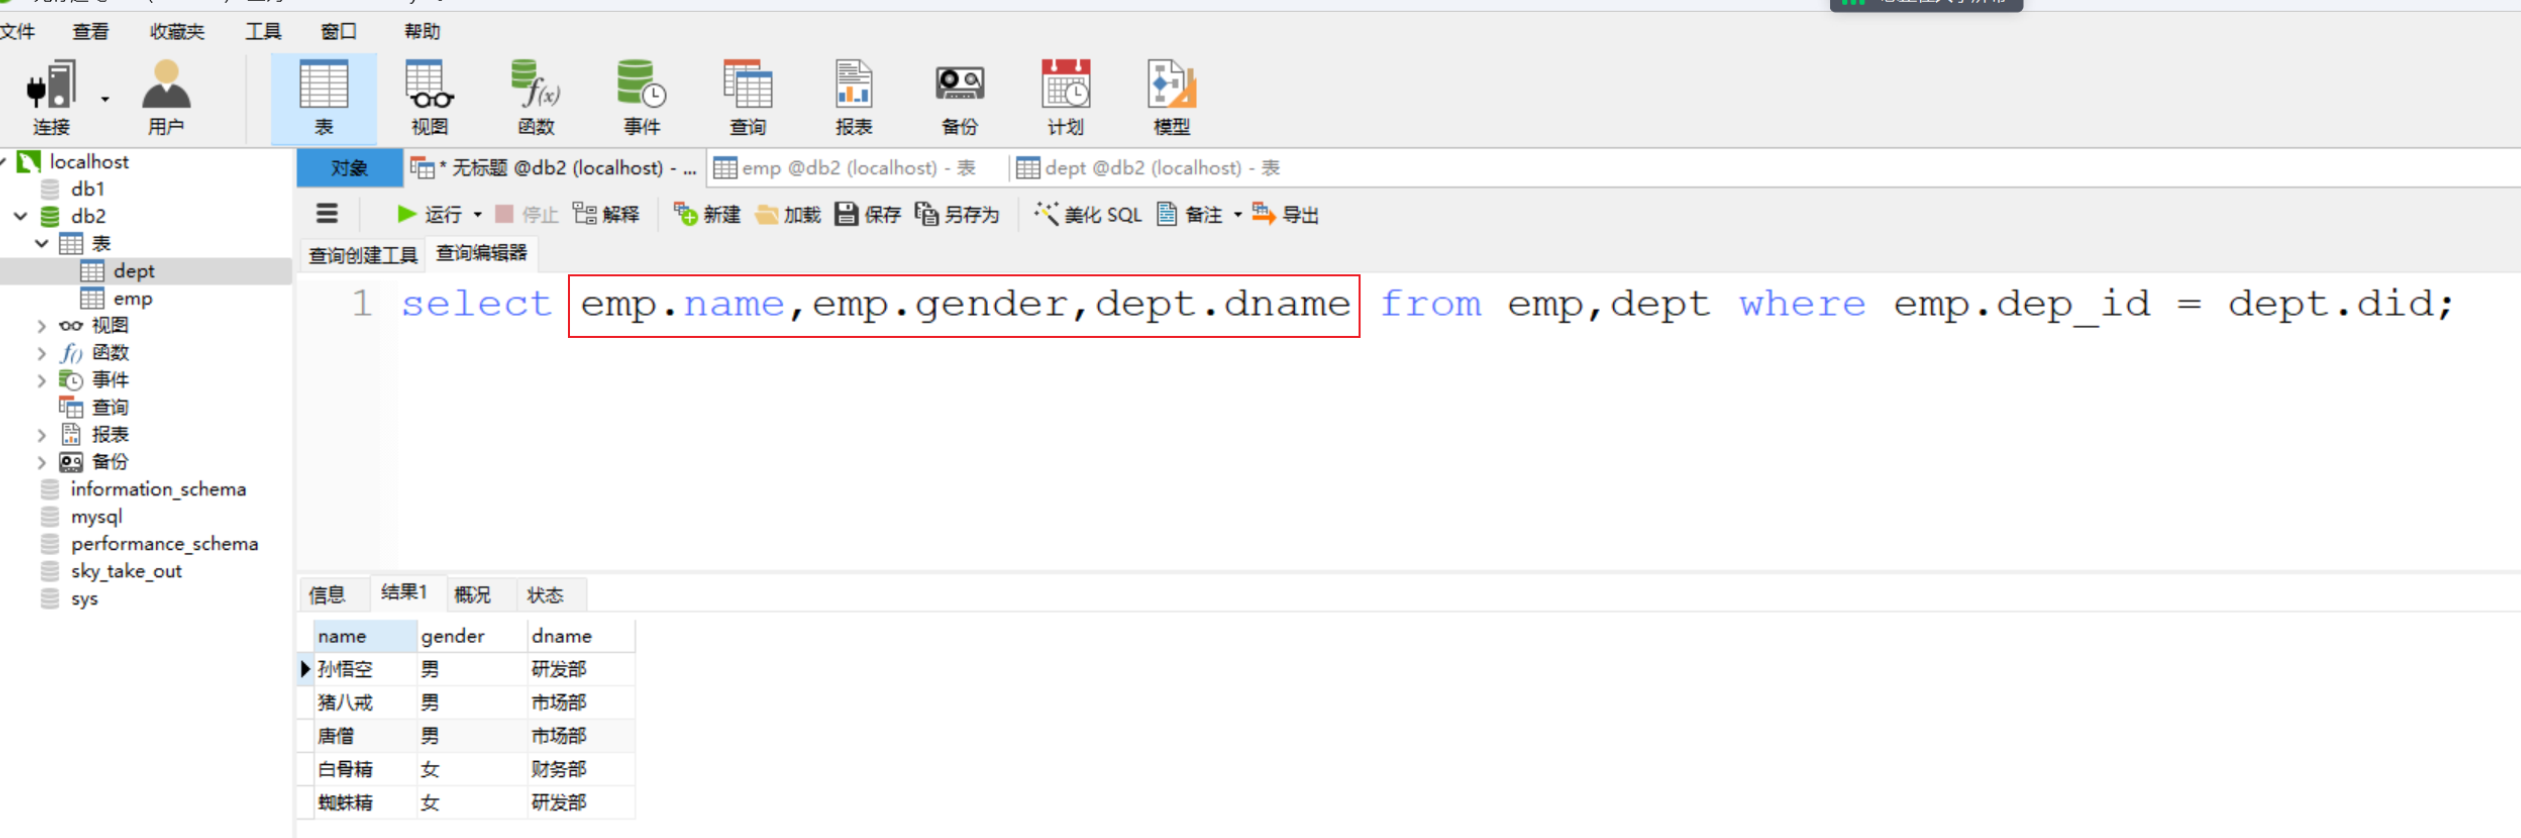 文件 查看 收藏夹 工具 窗口 帮助
连接 用户 表 视图 函数 事件 查询 报表 备份 计划 模型
localhost
db1
db2
表
dept
emp
视图
函数
事件
查询
报表
备份
information_schema
mysql
performance_schema
sky_take_out
sys
对象 * 无标题 @db2 (localhost) - ... emp @db2 (localhost) - 表 dept @db2 (localhost) - 表
运行 停止 解释 新建 加载 保存 另存为 美化 SQL 备注 导出
查询创建工具 查询编辑器
1 select emp.name,emp.gender,dept.dname from emp,dept where emp.dep_id = dept.did;
信息 结果1 概况 状态
name gender dname
孙悟空 男 研发部
猪八戒 男 市场部
唐僧 男 市场部
白骨精 女 财务部
蜘蛛精 女 研发部